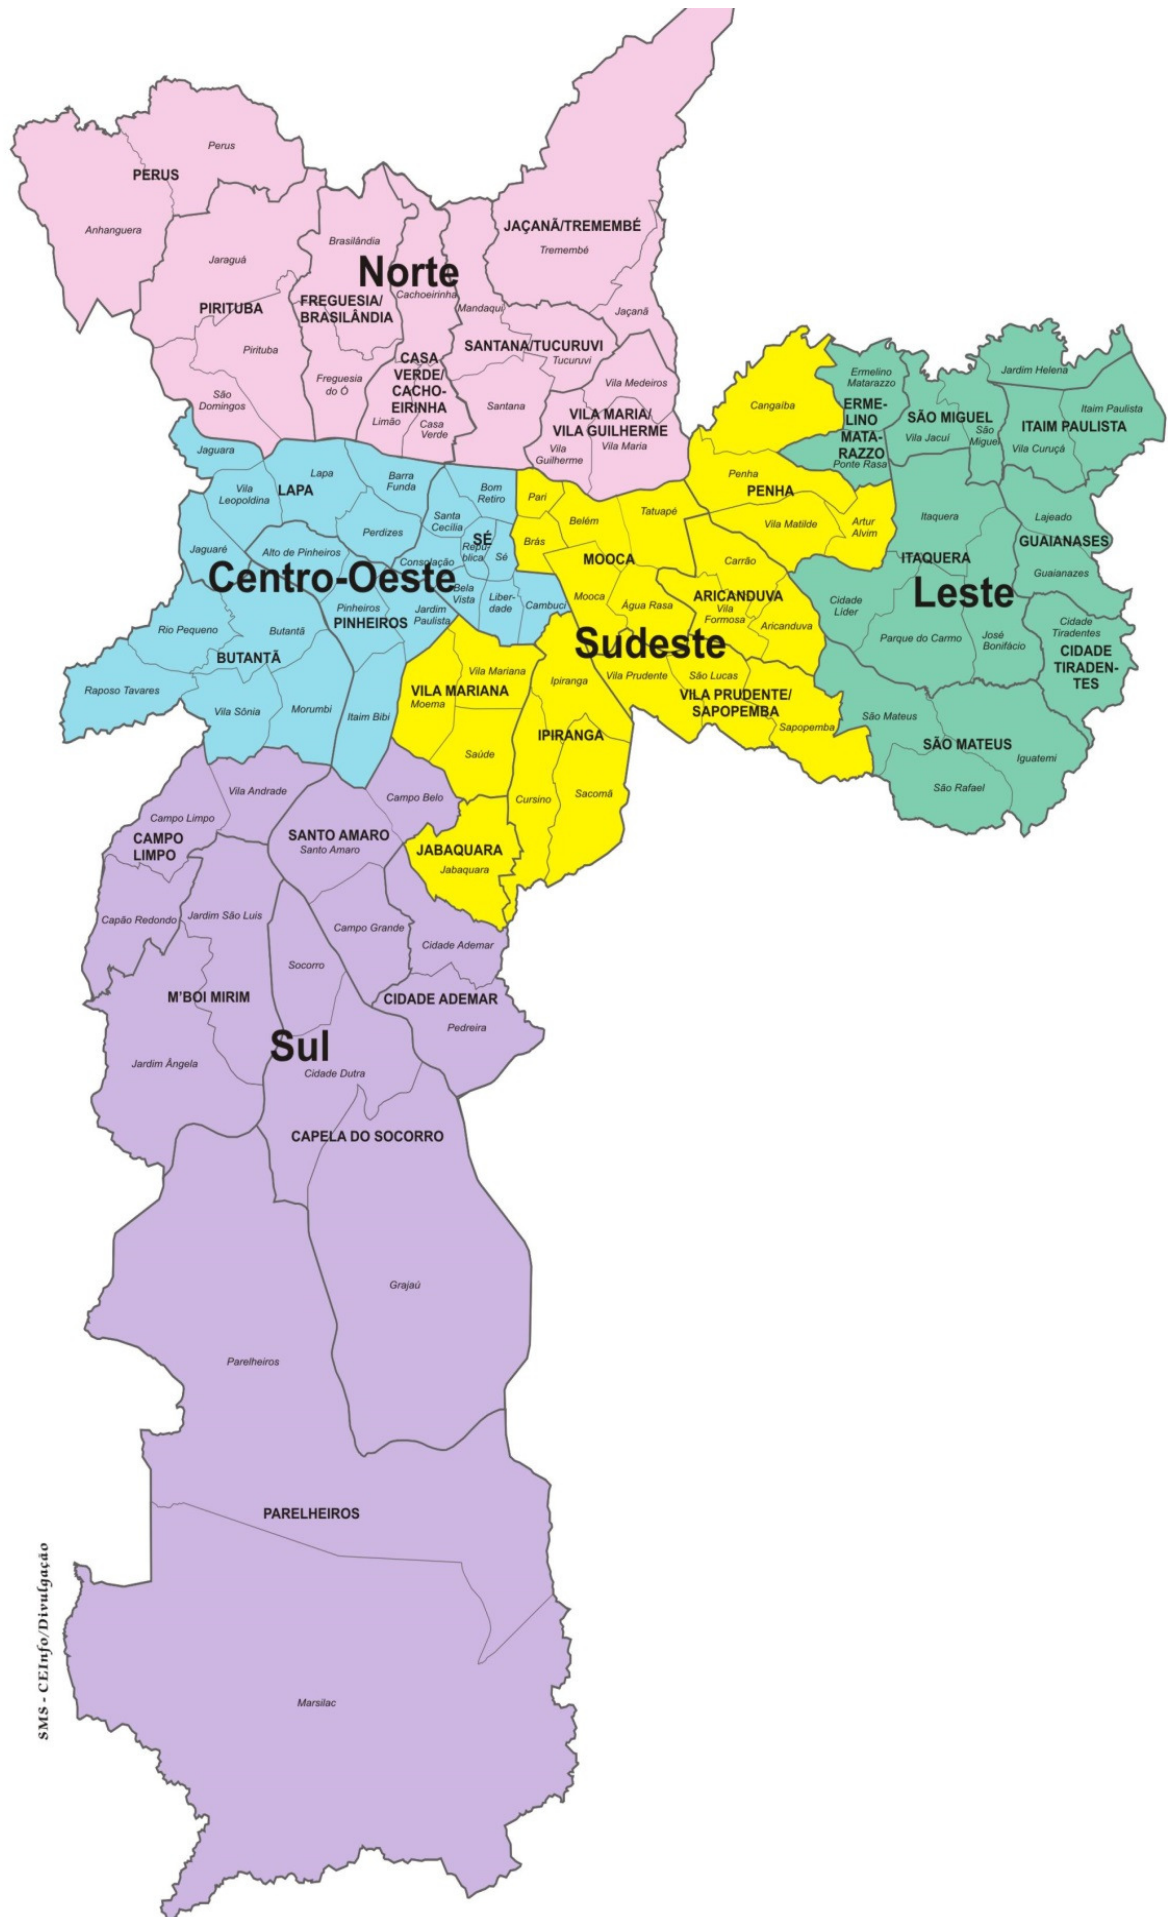 Perus
PERUS
Anhanguera
JAÇANÃ/TREMEMBÉ
Tremembé
Brasilândia
Jaraguá
Norte
Cachoeirinha
Mandaqui
Jaçanã
PIRITUBA
FREGUESIA/
BRASILÂNDIA
Pirituba
SANTANA/TUCURUVI
Tucuruvi
CASA
VERDE/
CACHO-
EIRINHA
Freguesia
do Ó
Vila Medeiros
São
Domingos
Santana
Limão
Casa
Verde
VILA MARIA/
VILA GUILHERME
Vila
Guilherme
Vila Maria
Cangaíba
Ermelino
Matarazzo
ERME-
LINO
MATA-
RAZZO
Ponte Rasa
Jardim Helena
SÃO MIGUEL
Vila Jacuí
São
Miguel
Itaim Paulista
ITAIM PAULISTA
Vila Curuçá
Jaguara
Lapa
Vila
Leopoldina
LAPA
Barra
Funda
Bom
Retiro
Perdizes
Santa
Cecília
SÉ
Repú-
blica
Sé
Pari
Belém
Tatuapé
Brás
Penha
PENHA
Vila Matilde
Artur
Alvim
Itaquera
Lajeado
GUAIANASES
Guaianazes
Jaguaré
Alto de Pinheiros
Consolação
Centro-Oeste
Bela
Vista
Liber-
dade
Cambuci
MOOCA
Mooca
Água Rasa
Carrão
ARICANDUVA
Vila
Formosa
Aricanduva
ITAQUERA
Leste
Cidade
Líder
Parque do Carmo
José
Bonifácio
Cidade
Tiradentes
CIDADE
TIRADEN-
TES
Pinheiros
PINHEIROS
Jardim
Paulista
Rio Pequeno
Butantã
BUTANTÃ
Raposo Tavares
Vila Sônia
Morumbi
Itaim Bibi
Sudeste
Vila Mariana
VILA MARIANA
Moema
Saúde
Ipiranga
IPIRANGA
Cursino
Sacomã
Vila Prudente
São Lucas
VILA PRUDENTE/
SAPOPEMBA
Sapopemba
São Mateus
SÃO MATEUS
Iguatemi
São Rafael
Vila Andrade
Campo Belo
Campo Limpo
CAMPO
LIMPO
SANTO AMARO
Santo Amaro
JABAQUARA
Jabaquara
Capão Redondo
Jardim São Luis
Campo Grande
Cidade Ademar
Socorro
M'BOI MIRIM
CIDADE ADEMAR
Pedreira
Sul
Jardim Ângela
Cidade Dutra
CAPELA DO SOCORRO
Grajaú
Parelheiros
PARELHEIROS
Marsilac
SMS - CEInfo/Divulgação